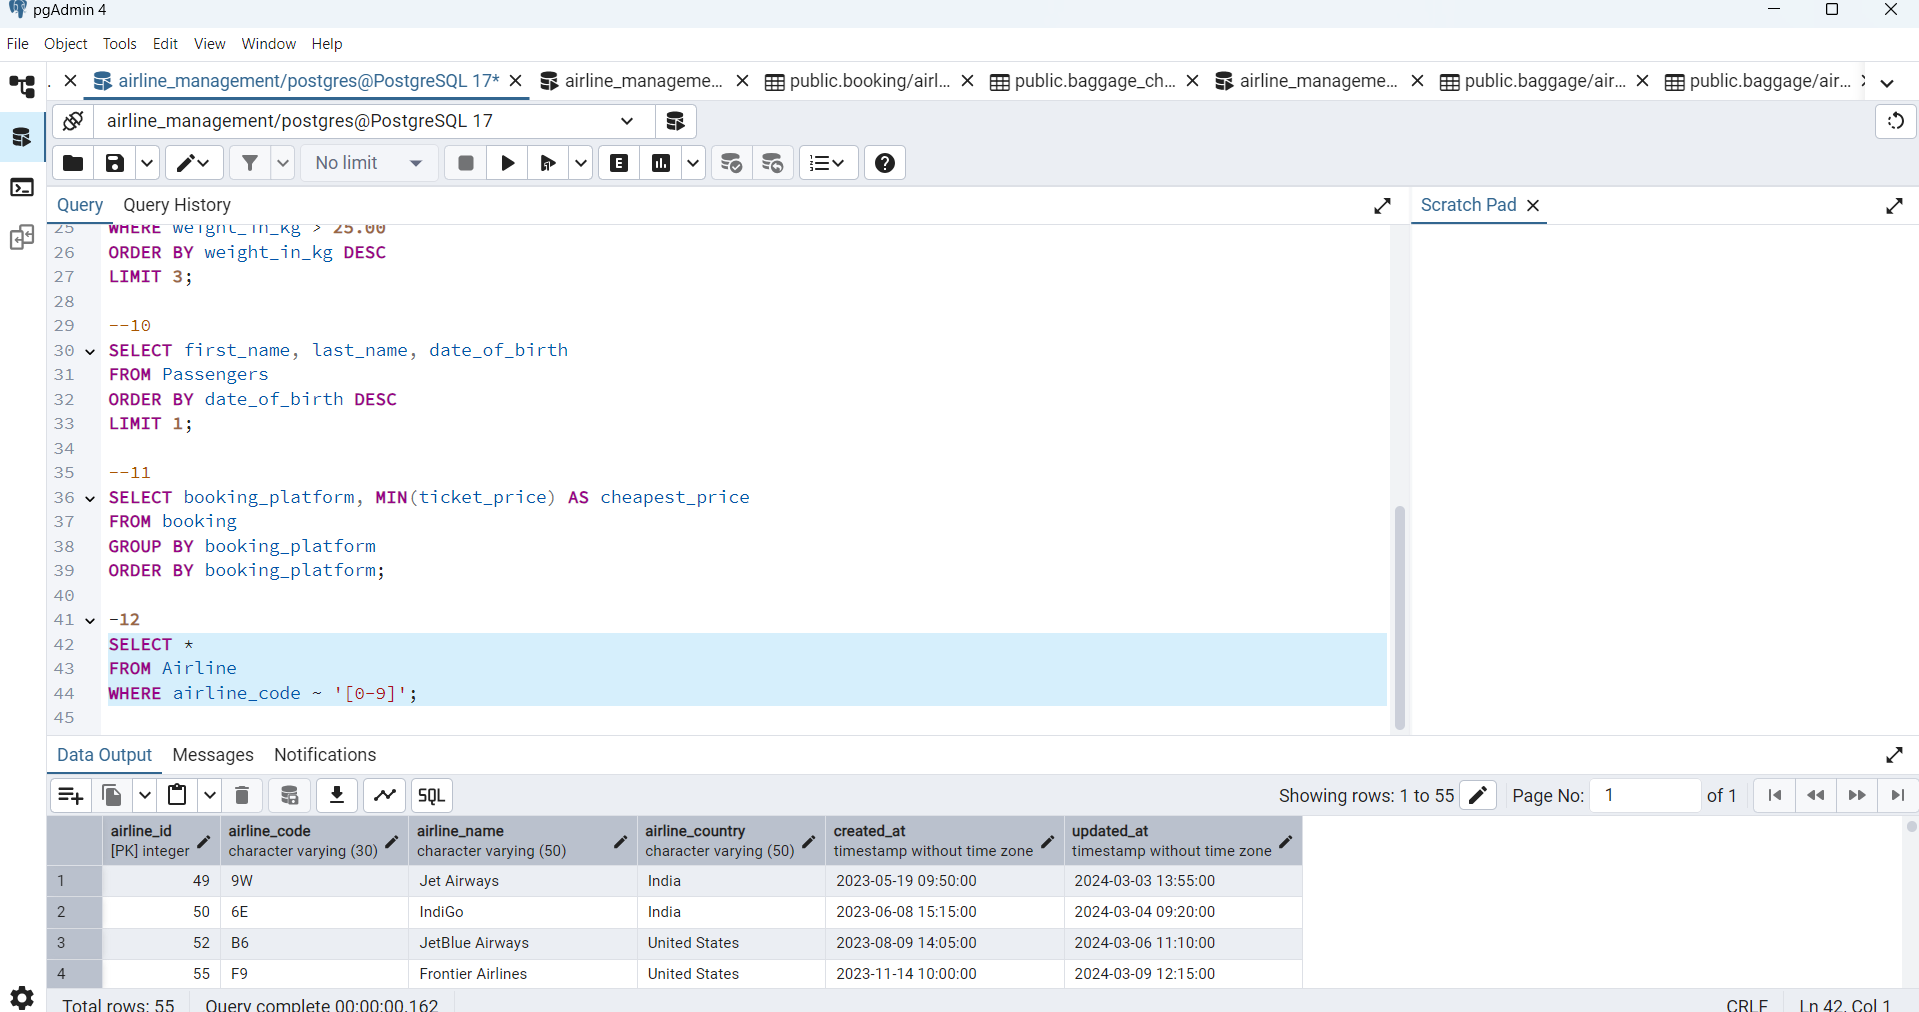 pgAdmin 4
File Object Tools Edit View Window Help
. airline_management/postgres@PostgreSQL 17* airline_manageme... public.booking/airl... public.baggage_ch... airline_manageme... public.baggage/air... public.baggage/air...
airline_management/postgres@PostgreSQL 17
No limit E
Query Query History Scratch Pad
25 WHERE weight_in_kg > 25.00
26 ORDER BY weight_in_kg DESC
27 LIMIT 3;
28
29 --10
30 SELECT first_name, last_name, date_of_birth
31 FROM Passengers
32 ORDER BY date_of_birth DESC
33 LIMIT 1;
34
35 --11
36 SELECT booking_platform, MIN(ticket_price) AS cheapest_price
37 FROM booking
38 GROUP BY booking_platform
39 ORDER BY booking_platform;
40
41 -12
42 SELECT *
43 FROM Airline
44 WHERE airline_code ~ '[0-9]';
45
Data Output Messages Notifications
SQL Showing rows: 1 to 55 Page No: 1 of 1
airline_id airline_code airline_name airline_country created_at updated_at
[PK] integer character varying (30) character varying (50) character varying (50) timestamp without time zone timestamp without time zone
1 49 9W Jet Airways India 2023-05-19 09:50:00 2024-03-03 13:55:00
2 50 6E IndiGo India 2023-06-08 15:15:00 2024-03-04 09:20:00
3 52 B6 JetBlue Airways United States 2023-08-09 14:05:00 2024-03-06 11:10:00
4 55 F9 Frontier Airlines United States 2023-11-14 10:00:00 2024-03-09 12:15:00
Total rows: 55 Query complete 00:00:00.162 CRLF Ln 42, Col 1